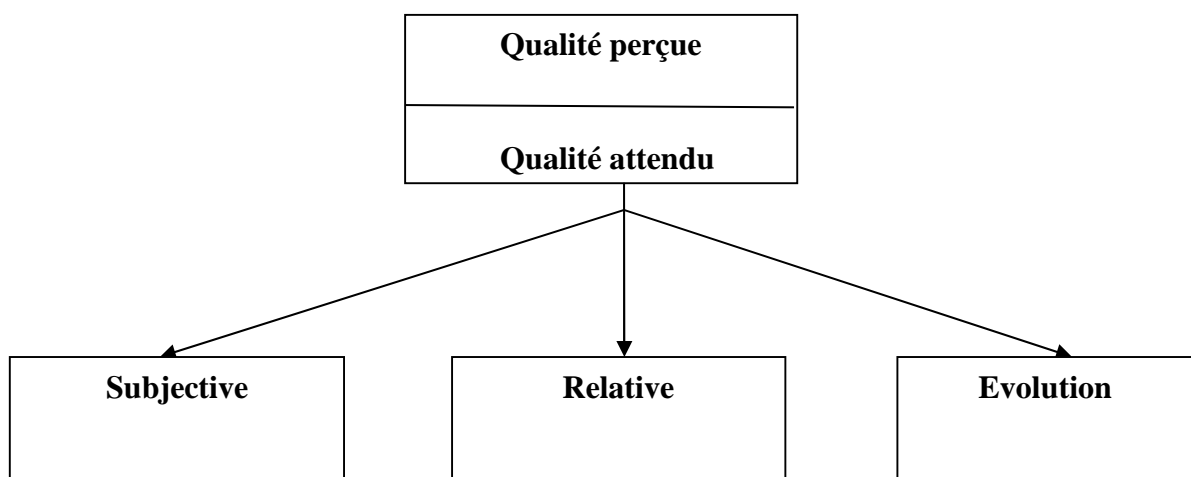 Qualité perçue
Qualité attendu
Subjective
Relative
Evolution